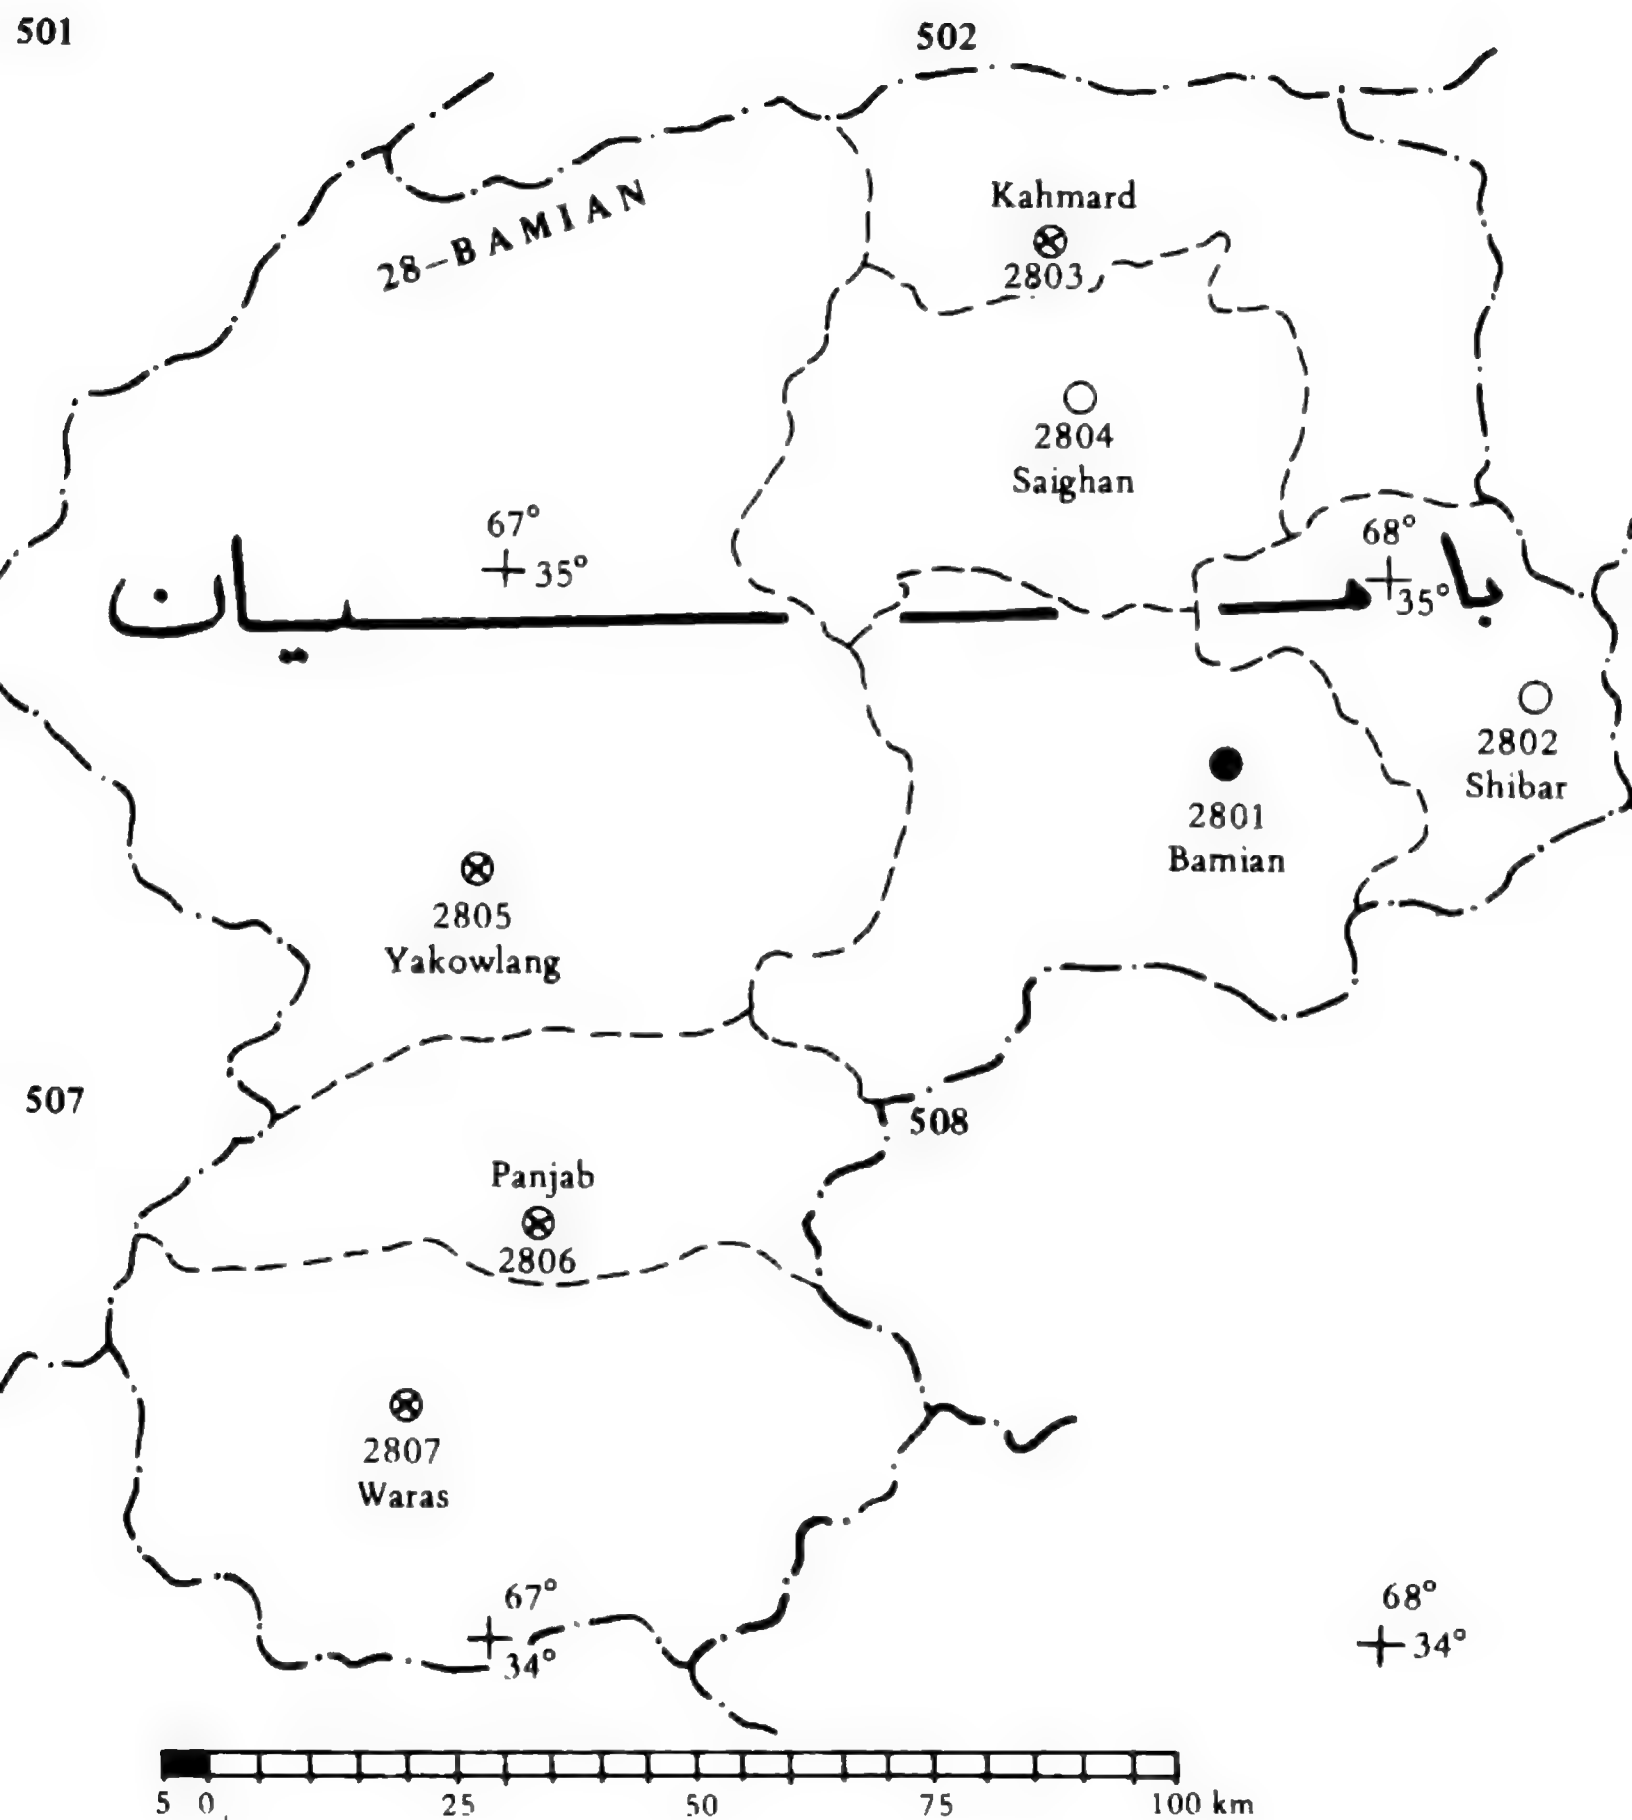 501
502
28–BAMIAN
Kahmard
2803
2804
Saighan
67°
35°
68°
35°
بامیان
2802
Shibar
2801
Bamian
2805
Yakowlang
507
508
Panjab
2806
2807
Waras
67°
34°
68°
34°
5 0 25 50 75 100 km